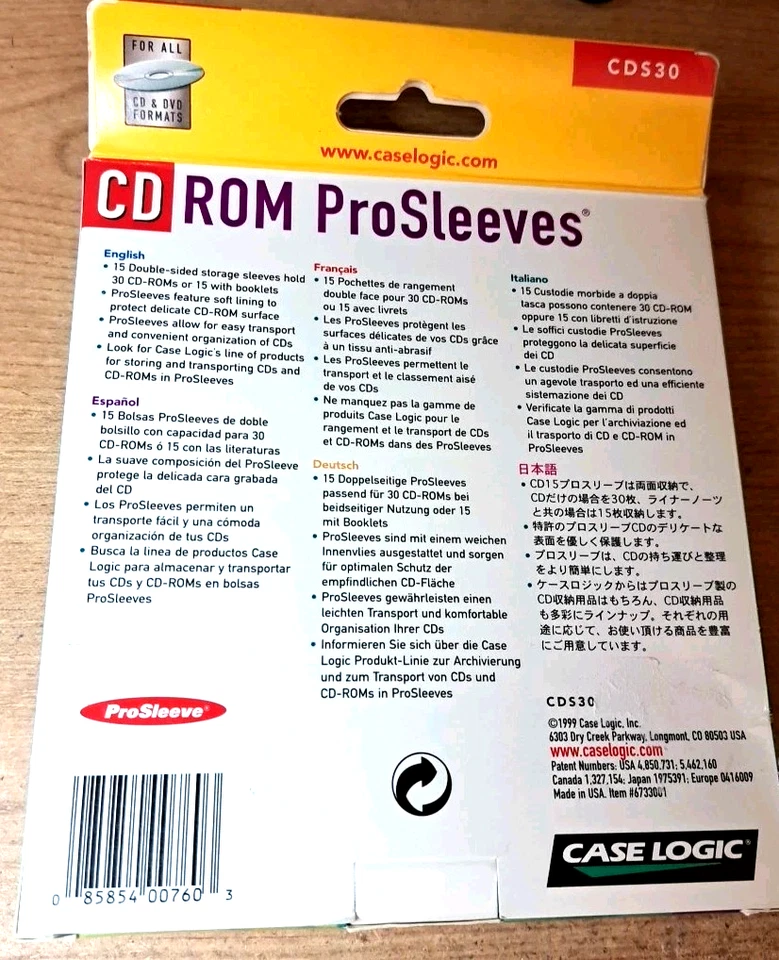 FOR ALL
CD & DVD
FORMATS
CDS30
www.caselogic.com
CD ROM ProSleeves®
English
• 15 Double-sided storage sleeves hold
30 CD-ROMs or 15 with booklets
• ProSleeves feature soft lining to
protect delicate CD-ROM surface
• ProSleeves allow for easy transport
and convenient organization of CDs
• Look for Case Logic's line of products
for storing and transporting CDs and
CD-ROMs in ProSleeves
Español
• 15 Bolsas ProSleeves de doble
bolsillo con capacidad para 30
CD-ROMs ó 15 con las literaturas
• La suave composición del ProSleeve
protege la delicada cara grabada
del CD
• Los ProSleeves permiten un
transporte fácil y una cómoda
organización de tus CDs
• Busca la linea de productos Case
Logic para almacenar y transportar
tus CDs y CD-ROMs en bolsas
ProSleeves
Français
• 15 Pochettes de rangement
double face pour 30 CD-ROMs
ou 15 avec livrets
• Les ProSleeves protègent les
surfaces délicates de vos CDs grâce
à un tissu anti-abrasif
• Les ProSleeves permettent le
transport et le classement aisé
de vos CDs
• Ne manquez pas la gamme de
produits Case Logic pour le
rangement et le transport de CDs
et CD-ROMs dans des ProSleeves
Deutsch
• 15 Doppelseitige ProSleeves
passend für 30 CD-ROMs bei
beidseitiger Nutzung oder 15
mit Booklets
• ProSleeves sind mit einem weichen
Innenvlies ausgestattet und sorgen
für optimalen Schutz der
empfindlichen CD-Fläche
• ProSleeves gewährleisten einen
leichten Transport und komfortable
Organisation Ihrer CDs
• Informieren Sie sich über die Case
Logic Produkt-Linie zur Archivierung
und zum Transport von CDs und
CD-ROMs in ProSleeves
Italiano
• 15 Custodie morbide a doppia
tasca possono contenere 30 CD-ROM
oppure 15 con libretti d'istruzione
• Le soffici custodie ProSleeves
proteggono la delicata superficie
dei CD
• Le custodie ProSleeves consentono
un agevole trasporto ed una efficiente
sistemazione dei CD
• Verificate la gamma di prodotti
Case Logic per l'archiviazione ed
il trasporto di CD e CD-ROM in
ProSleeves
日本語
• CD15プロスリーブは両面収納で、
CDだけの場合を30枚、ライナーノーツ
と共の場合は15枚収納します。
• 特許のプロスリーブCDのデリケートな
表面を優しく保護します。
• プロスリーブは、CDの持ち運びと整理
をより簡単にします。
• ケースロジックからはプロスリーブ製の
CD収納用品はもちろん、CD収納用品
も多彩にラインナップ。それぞれの用
途に応じて、お使い頂ける商品を豊富
にご用意しています。
ProSleeve®
CDS30
©1999 Case Logic, Inc.
6303 Dry Creek Parkway, Longmont, CO 80503 USA
www.caselogic.com
Patent Numbers: USA 4,850,731; 5,462,160
Canada 1,327,154; Japan 1975391; Europe 0416009
Made in USA. Item #6733001
CASE LOGIC®
0 85854 00760 3